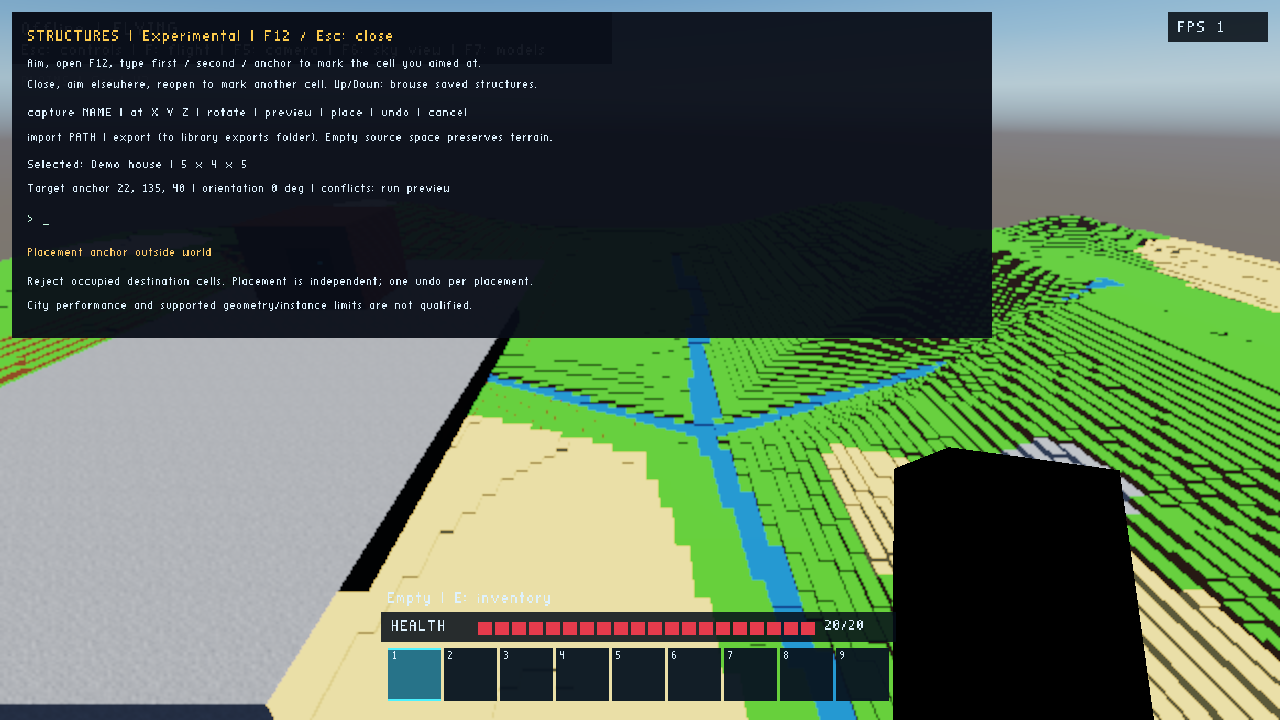 STRUCTURES | Experimental | F12 / Esc: close
FPS 1
Aim, open F12, type first / second / anchor to mark the cell you aimed at.
Close, aim elsewhere, reopen to mark another cell. Up/Down: browse saved structures.
capture NAME | at X Y Z | rotate | preview | place | undo | cancel
import PATH | export (to library exports folder). Empty source space preserves terrain.
Selected: Demo house | 5 x 4 x 5
Target anchor 22, 135, 40 | orientation 0 deg | conflicts: run preview
> _
Placement anchor outside world
Reject occupied destination cells. Placement is independent; one undo per placement.
City performance and supported geometry/instance limits are not qualified.
Empty | E: inventory
HEALTH 20/20
1 2 3 4 5 6 7 8 9